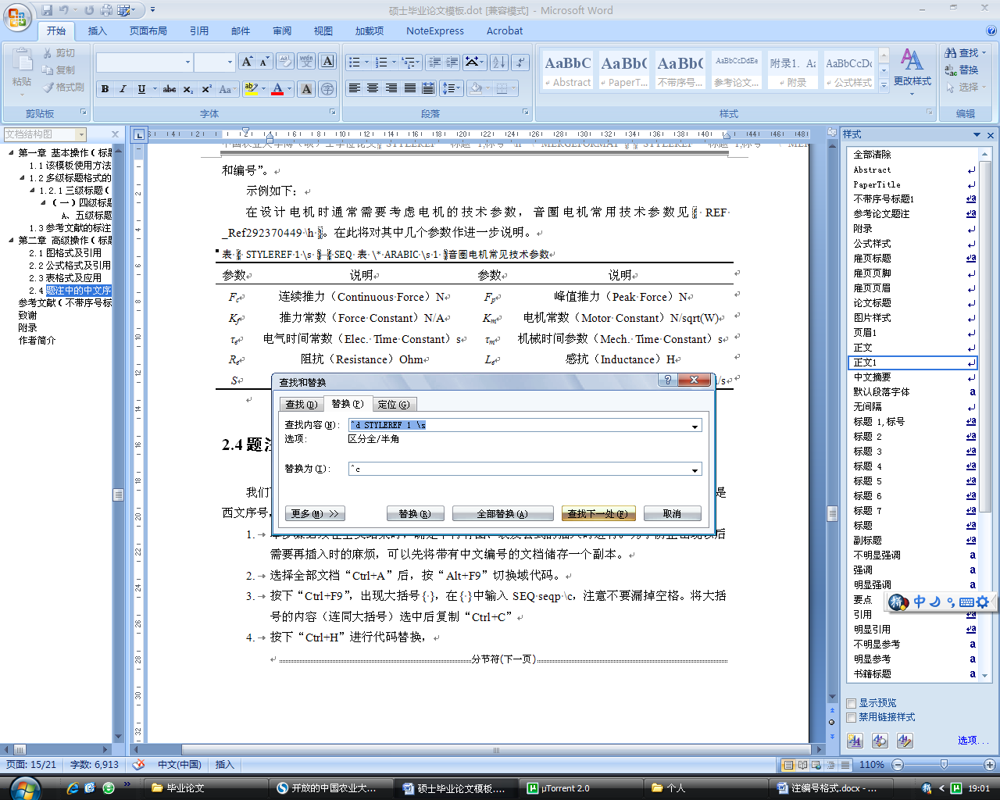 硕士毕业论文模板.dot [兼容模式] - Microsoft Word
开始 插入 页面布局 引用 邮件 审阅 视图 加载项 NoteExpress Acrobat
粘贴 剪切 复制 格式刷
AaBbC AaBb( AaBb( AaBbCcDdEe 附录1. Aa AaBbCcDc
Abstract PaperT... 不带序号... 参考论文... 附录 公式样式
更改样式 查找 替换 选择
剪贴板 字体 段落 样式 编辑
文档结构图
第一章 基本操作(标题
1.1 该模板使用方法
1.2 多级标题格式的
1.2.1 三级标题(
(一)四级标题
A、五级标题
1.3 参考文献的标注
第二章 高级操作(标题
2.1 图格式及引用
2.2 公式格式及引用
2.3 表格式及应用
2.4 题注中的中文序
参考文献(不带序号标
致谢
附录
作者简介
和编号”。
示例如下：
在设计电机时通常需要考虑电机的技术参数，音圈电机常用技术参数见{ REF
_Ref292370449 \h }。在此将对其中几个参数作进一步说明。
表 { STYLEREF 1 \s }–{ SEQ 表 \* ARABIC \s 1 }音圈电机常见技术参数
参数 说明 参数 说明
Fc 连续推力（Continuous Force）N Fp 峰值推力（Peak Force）N
Kf 推力常数（Force Constant）N/A Km 电机常数（Motor Constant）N/sqrt(W)
τe 电气时间常数（Elec. Time Constant）s τm 机械时间参数（Mech. Time Constant）s
Rs 阻抗（Resistance）Ohm Ls 感抗（Inductance）H
S /s
2.4 题注
我们 是
西文序号,
查找和替换
查找(D) 替换(P) 定位(G)
查找内容(N): ^d STYLEREF 1 \s
选项: 区分全/半角
替换为(I): ^c
更多(M) >> 替换(R) 全部替换(A) 查找下一处(F) 取消
1.
需要再插入时的麻烦，可以先将带有中文编号的文档储存一个副本。
2. 选择全部文档“Ctrl+A”后，按“Alt+F9”切换域代码。
3. 按下“Ctrl+F9”，出现大括号{ }，在{ }中输入 SEQ seqp \c，注意不要漏掉空格。将大括
号的内容（连同大括号）选中后复制“Ctrl+C”
4. 按下“Ctrl+H”进行代码替换，
分节符(下一页)
样式
全部清除
Abstract
PaperTitle
不带序号标题1
参考论文题注
附录
公式样式
扉页标题
扉页页脚
扉页页眉
论文标题
图片样式
页眉1
正文
正文1
中文摘要
默认段落字体
无间隔
标题 1,标号
标题 2
标题 3
标题 4
标题 5
标题 6
标题 7
标题
副标题
不明显强调
强调
明显强调
要点
引用
明显引用
不明显参考
明显参考
书籍标题
显示预览
禁用链接样式
选项...
拼 中
页面: 15/21 字数: 6,913 中文(中国) 插入 110%
毕业论文 开放的中国农业大... 硕士毕业论文模板.... μTorrent 2.0 个人 注编号格式.docx - ... 19:01